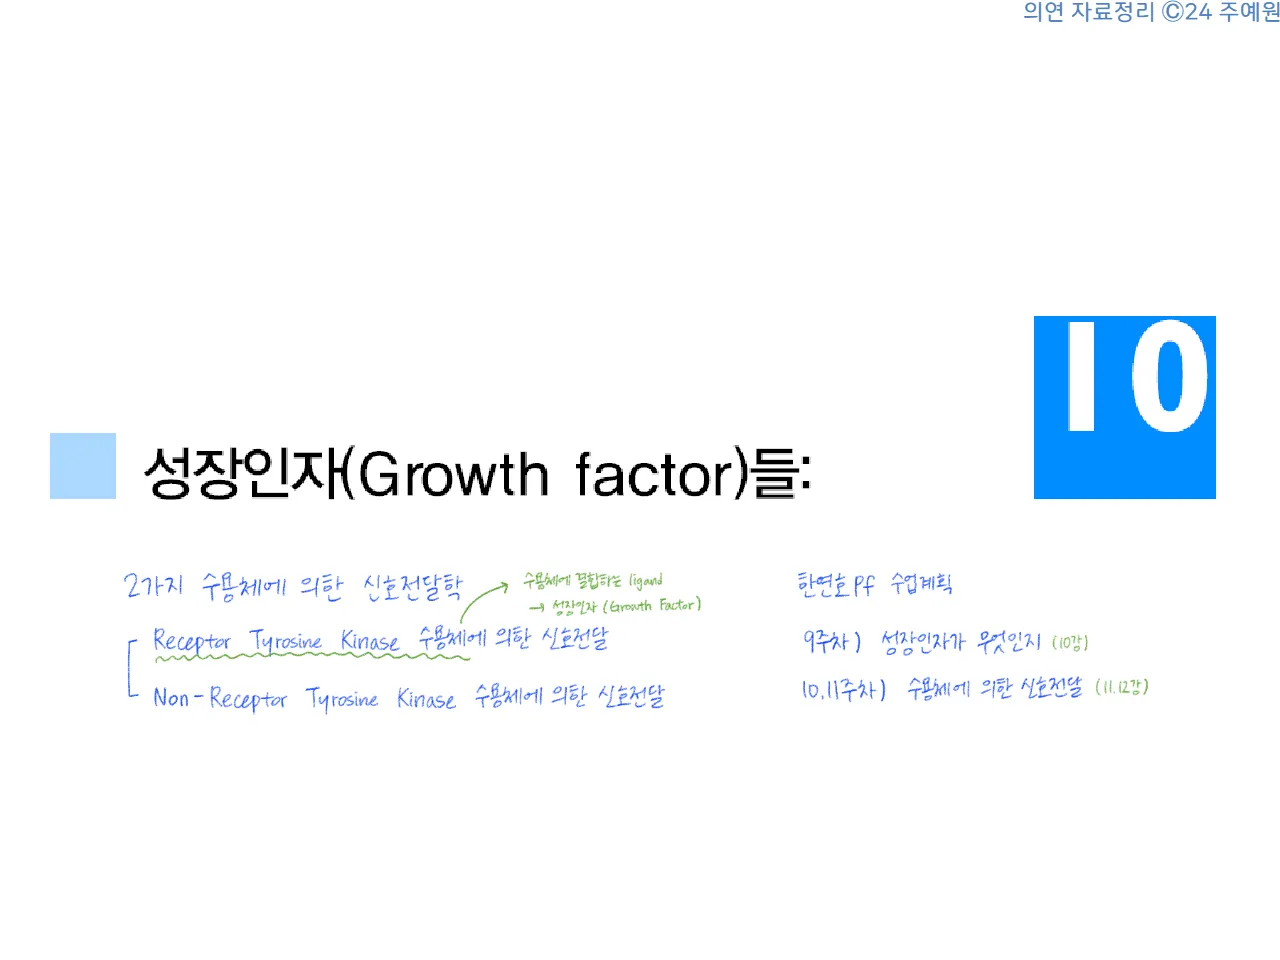 의연 자료정리 ©24 주예원
10
성장인자(Growth factor)들:
2가지 수용체에 의한 신호전달학
수용체에 결합하는 ligand
→ 성장인자 (Growth Factor)
Receptor Tyrosine Kinase 수용체에 의한 신호전달
Non-Receptor Tyrosine Kinase 수용체에 의한 신호전달
한연호Pf 수업계획
9주차) 성장인자가 무엇인지 (10강)
10,11주차) 수용체에 의한 신호전달 (11.12강)